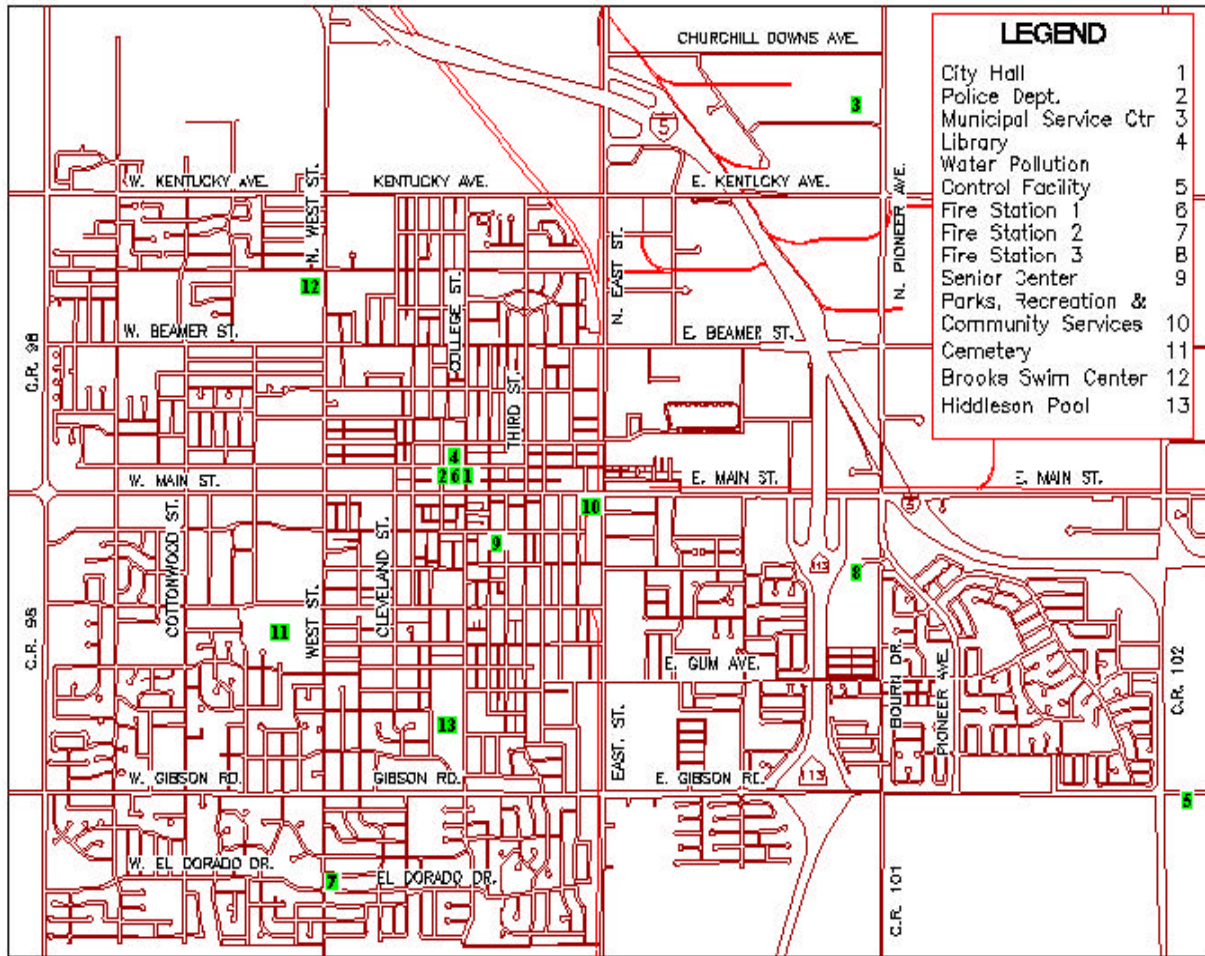 CHURCHILL DOWNS AVE.
LEGEND
City Hall 1
Police Dept. 2
Municipal Service Ctr 3
Library 4
Water Pollution
Control Facility 5
Fire Station 1 6
Fire Station 2 7
Fire Station 3 8
Senior Center 9
Parks, Recreation &
Community Services 10
Cemetery 11
Brooks Swim Center 12
Hiddleson Pool 13
3
5
W. KENTUCKY AVE.
KENTUCKY AVE.
E. KENTUCKY AVE.
N. WEST ST.
N. EAST ST.
N. PIONEER AVE.
12
COLLEGE ST.
W. BEAMER ST.
E. BEAMER ST.
C.R. 98
THIRD ST.
4
2 6 1
W. MAIN ST.
E. MAIN ST.
E. MAIN ST.
10
5
9
113
8
COTTONWOOD ST.
WEST ST.
CLEVELAND ST.
C.R. 98
11
E. GUM AVE.
BOURN DR.
PIONEER AVE.
C.R. 102
13
EAST. ST.
W. GIBSON RD.
GIBSON RD.
E. GIBSON RD.
113
5
W. EL DORADO DR.
7
EL DORADO DR.
C.R. 101